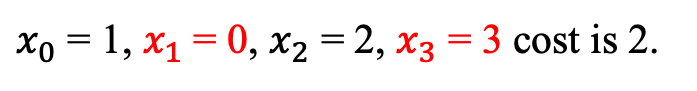 x₀ = 1, x₁ = 0, x₂ = 2, x₃ = 3 cost is 2.